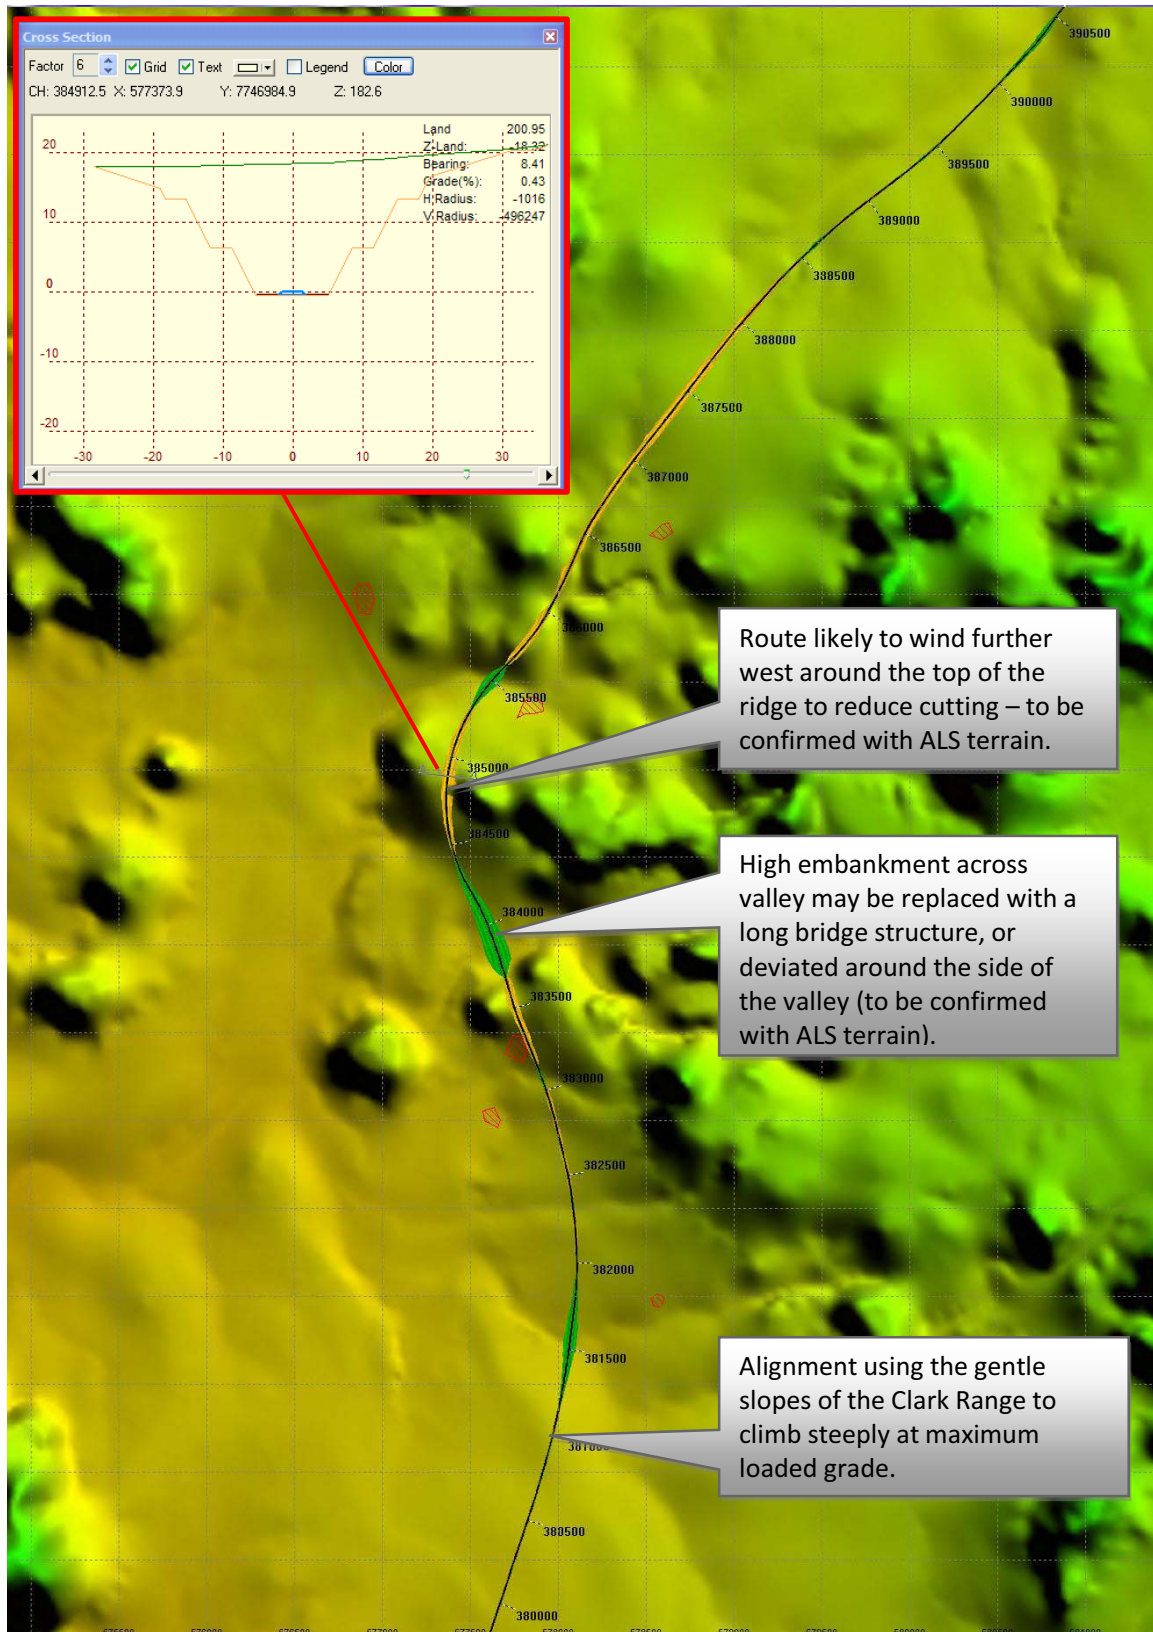 Cross Section
Factor 6 Grid Text Legend Color
CH: 384912.5 X: 577373.9 Y: 7746984.9 Z: 182.6
Land 200.95
Z-Land: -18.32
Bearing: 8.41
Grade(%): 0.43
H Radius: -1016
V Radius: -496247
20
10
0
-10
-20
-30 -20 -10 0 10 20 30
390500
390000
389500
389000
388500
388000
387500
387000
386500
386000
385500
385000
384500
384000
383500
383000
382500
382000
381500
381000
380500
380000
Route likely to wind further
west around the top of the
ridge to reduce cutting – to be
confirmed with ALS terrain.
High embankment across
valley may be replaced with a
long bridge structure, or
deviated around the side of
the valley (to be confirmed
with ALS terrain).
Alignment using the gentle
slopes of the Clark Range to
climb steeply at maximum
loaded grade.